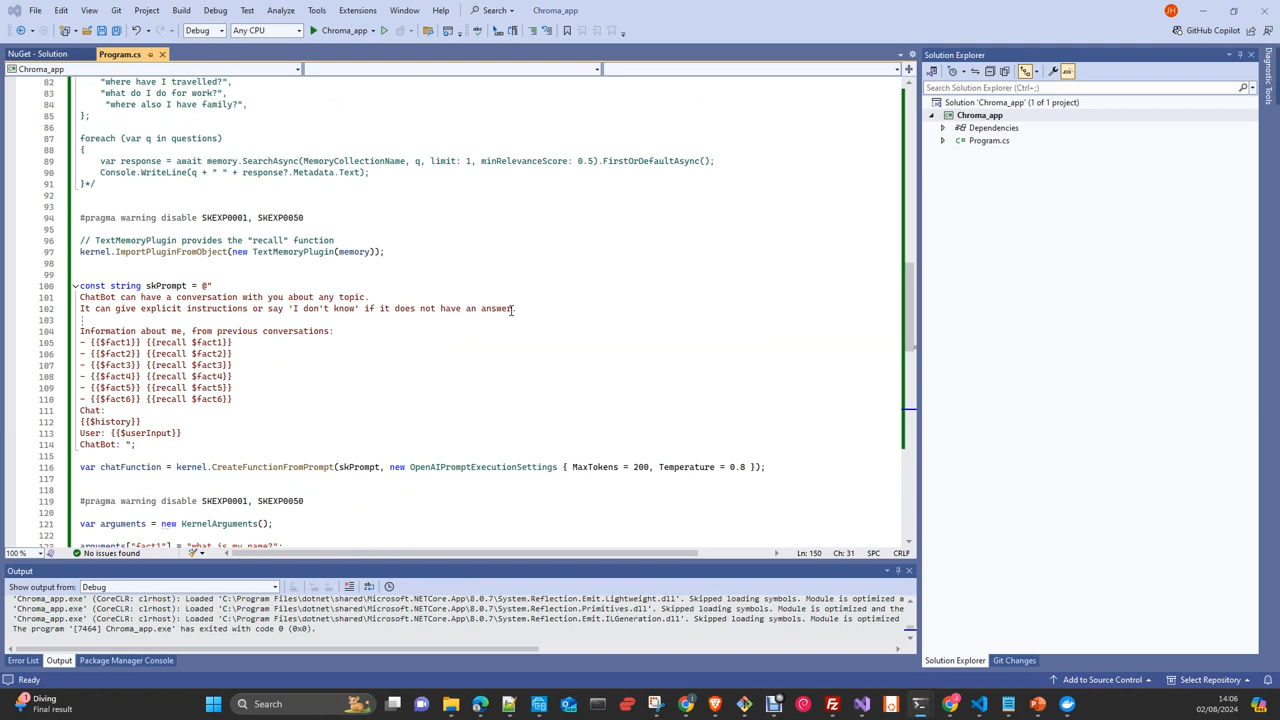 File Edit View Git Project Build Debug Test Analyze Tools Extensions Window Help Search Chroma_app JH
Debug Any CPU Chroma_app GitHub Copilot
NuGet - Solution Program.cs
Chroma_app
82 "where have I travelled?",
83 "what do I do for work?",
84 "where also I have family?",
85 };
86
87 foreach (var q in questions)
88 {
89 var response = await memory.SearchAsync(MemoryCollectionName, q, limit: 1, minRelevanceScore: 0.5).FirstOrDefaultAsync();
90 Console.WriteLine(q + " " + response?.Metadata.Text);
91 }*/
92
93
94 #pragma warning disable SKEXP0001, SKEXP0050
95
96 // TextMemoryPlugin provides the "recall" function
97 kernel.ImportPluginFromObject(new TextMemoryPlugin(memory));
98
99
100 const string skPrompt = @"
101 ChatBot can have a conversation with you about any topic.
102 It can give explicit instructions or say 'I don't know' if it does not have an answer.
103
104 Information about me, from previous conversations:
105 - {{$fact1}} {{recall $fact1}}
106 - {{$fact2}} {{recall $fact2}}
107 - {{$fact3}} {{recall $fact3}}
108 - {{$fact4}} {{recall $fact4}}
109 - {{$fact5}} {{recall $fact5}}
110 - {{$fact6}} {{recall $fact6}}
111 Chat:
112 {{$history}}
113 User: {{$userInput}}
114 ChatBot: ";
115
116 var chatFunction = kernel.CreateFunctionFromPrompt(skPrompt, new OpenAIPromptExecutionSettings { MaxTokens = 200, Temperature = 0.8 });
117
118
119 #pragma warning disable SKEXP0001, SKEXP0050
120
121 var arguments = new KernelArguments();
122
123 arguments["fact1"] = "what is my name?";
100 % No issues found Ln: 150 Ch: 31 SPC CRLF
Output
Show output from: Debug
'Chroma_app.exe' (CoreCLR: clrhost): Loaded 'C:\Program Files\dotnet\shared\Microsoft.NETCore.App\8.0.7\System.Reflection.Emit.Lightweight.dll'. Skipped loading symbols. Module is optimized a
'Chroma_app.exe' (CoreCLR: clrhost): Loaded 'C:\Program Files\dotnet\shared\Microsoft.NETCore.App\8.0.7\System.Reflection.Primitives.dll'. Skipped loading symbols. Module is optimized and the
'Chroma_app.exe' (CoreCLR: clrhost): Loaded 'C:\Program Files\dotnet\shared\Microsoft.NETCore.App\8.0.7\System.Reflection.Emit.ILGeneration.dll'. Skipped loading symbols. Module is optimized
The program '[7464] Chroma_app.exe' has exited with code 0 (0x0).
Error List Output Package Manager Console
Solution Explorer
Search Solution Explorer (Ctrl+;)
Solution 'Chroma_app' (1 of 1 project)
Chroma_app
Dependencies
Program.cs
Solution Explorer Git Changes
Diagnostic Tools
Ready Add to Source Control Select Repository
1 Diving
Final result
Search
14:06
02/08/2024